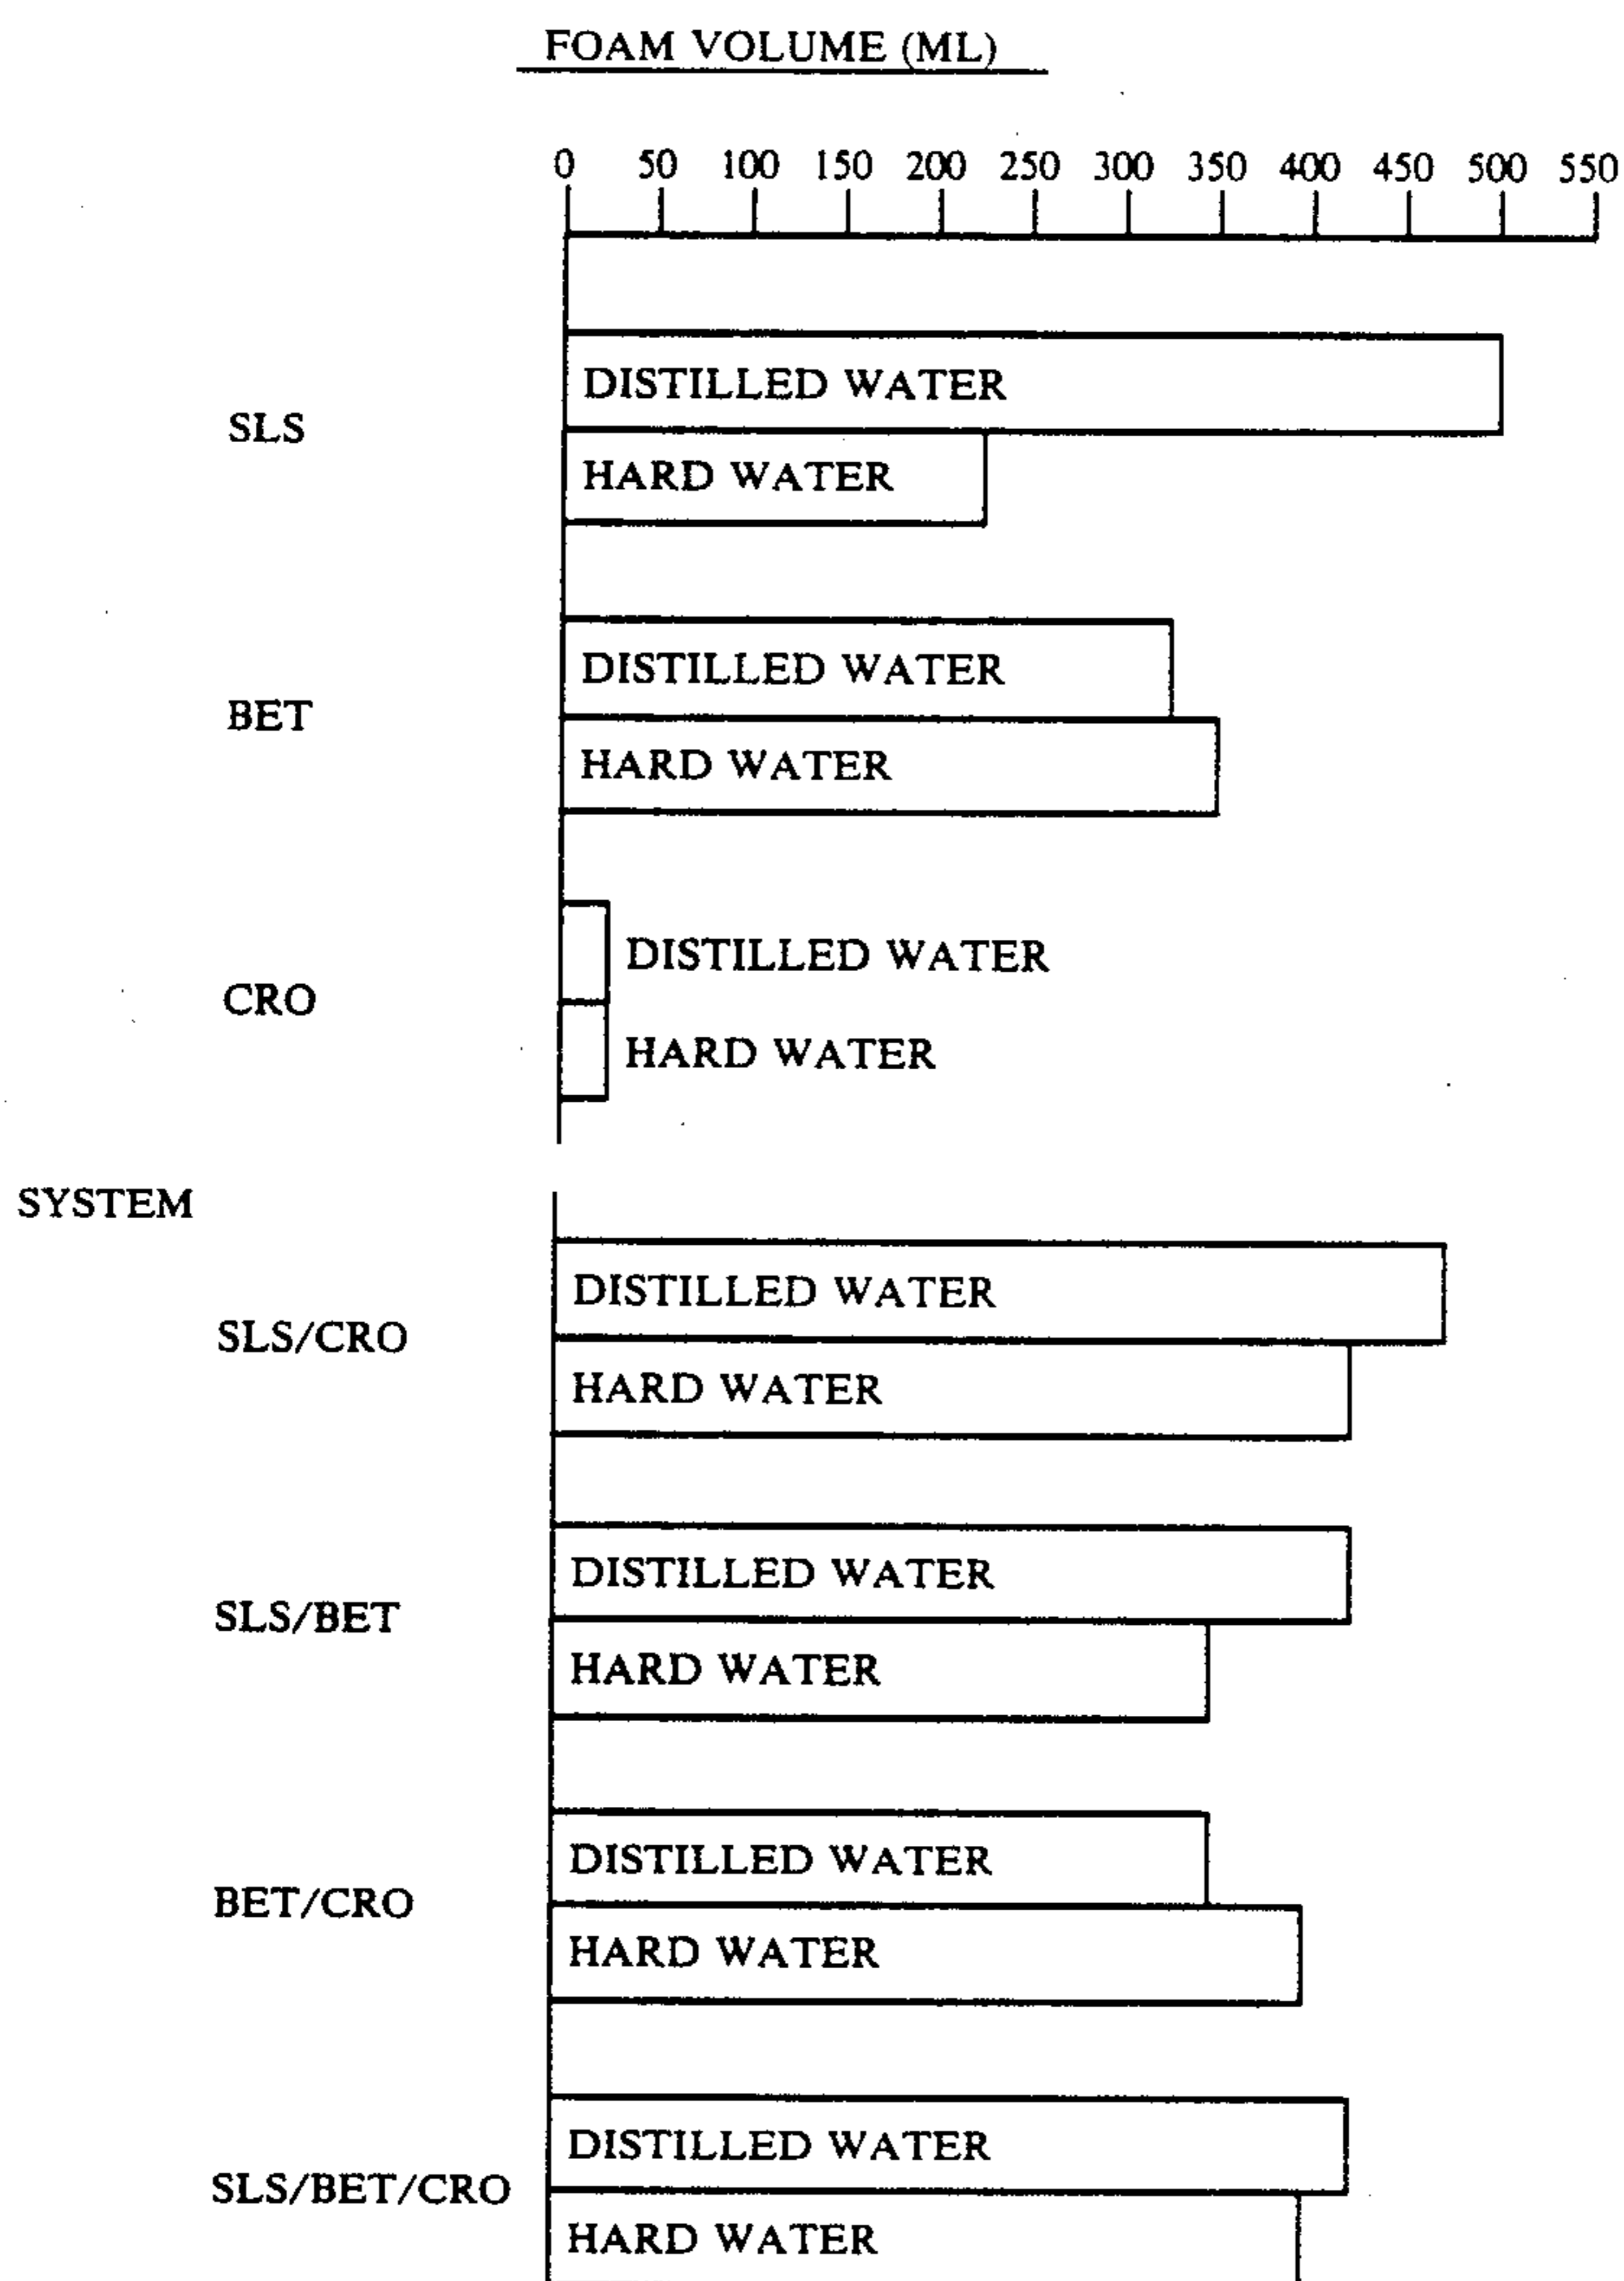 FOAM VOLUME (ML)
0 50 100 150 200 250 300 350 400 450 500 550
DISTILLED WATER
SLS
HARD WATER
DISTILLED WATER
BET
HARD WATER
DISTILLED WATER
CRO
HARD WATER
SYSTEM
DISTILLED WATER
SLS/CRO
HARD WATER
DISTILLED WATER
SLS/BET
HARD WATER
DISTILLED WATER
BET/CRO
HARD WATER
DISTILLED WATER
SLS/BET/CRO
HARD WATER